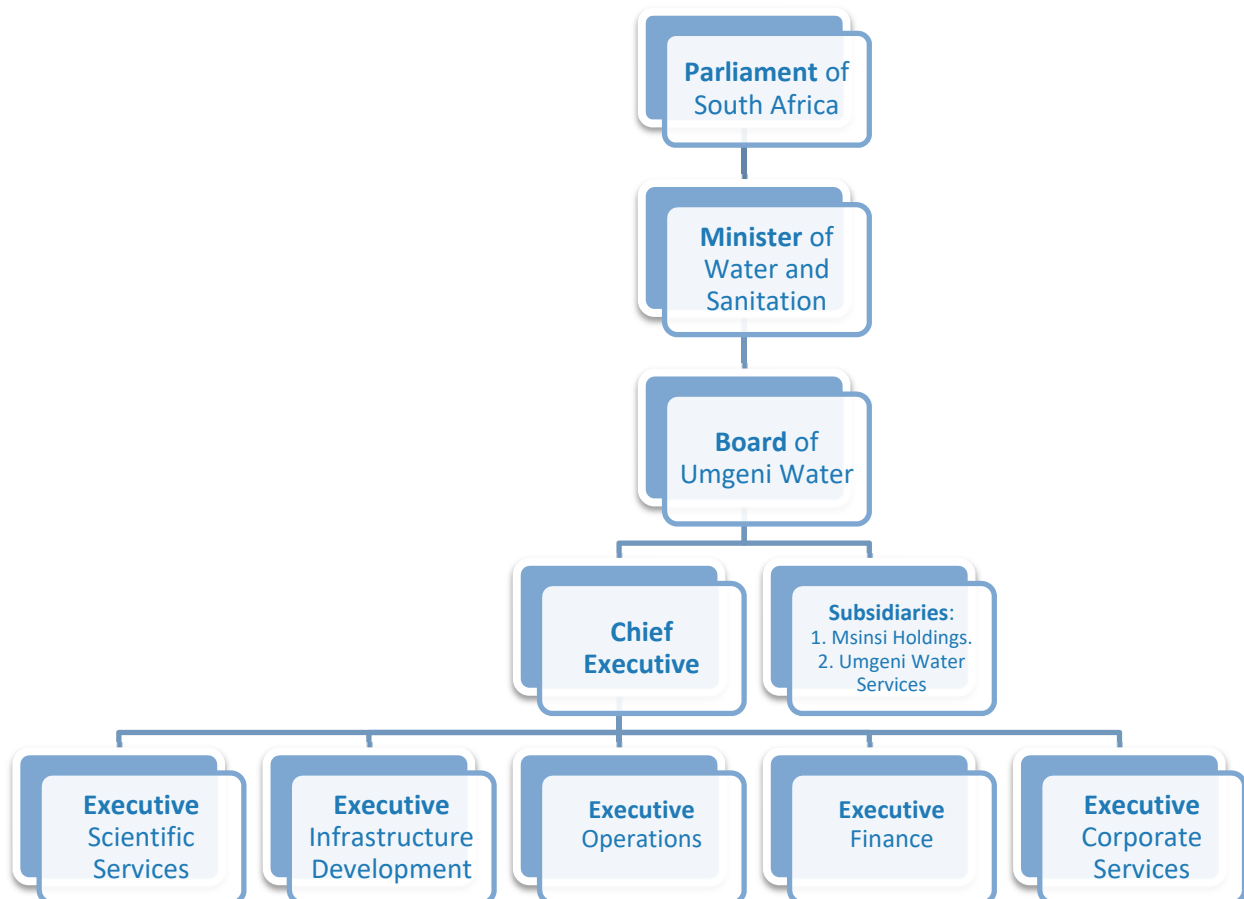 Parliament of
South Africa
Minister of
Water and
Sanitation
Board of
Umgeni Water
Chief
Executive
Subsidiaries:
1. Msinsi Holdings.
2. Umgeni Water
Services
Executive
Scientific
Services
Executive
Infrastructure
Development
Executive
Operations
Executive
Finance
Executive
Corporate
Services